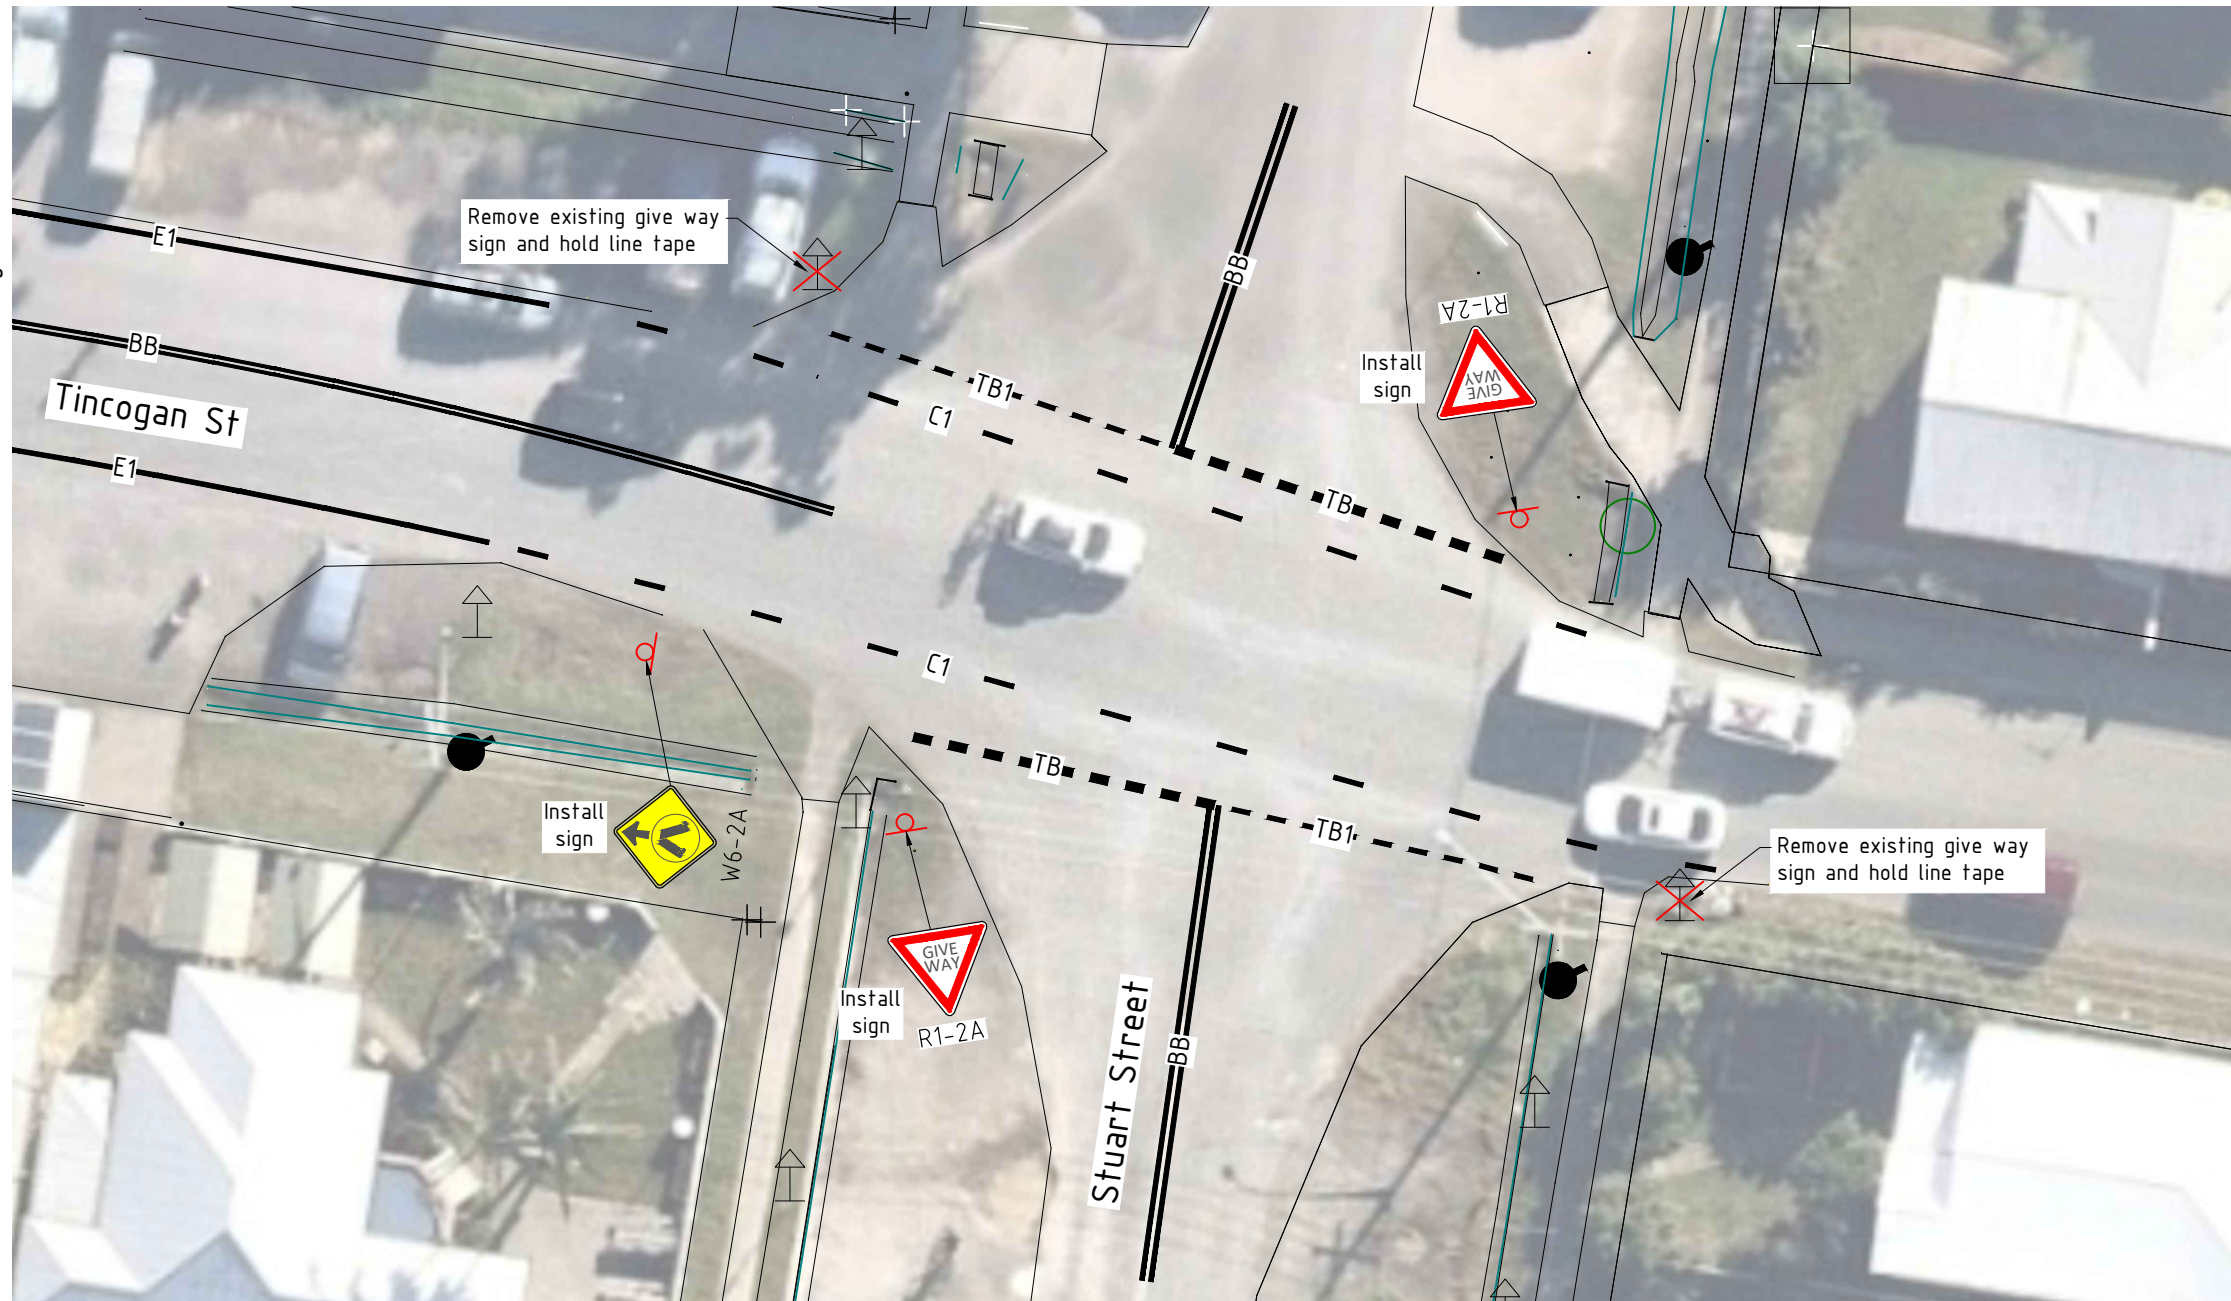 Remove existing give way
sign and hold line tape
E1
BB
R1-2A
BB
Install
sign
GIVE
WAY
TB1
C1
Tincogan St
E1
TB
C1
TB
TB1
Install
sign
W6-2A
Remove existing give way
sign and hold line tape
GIVE
WAY
Install
sign
R1-2A
Stuart Street
BB